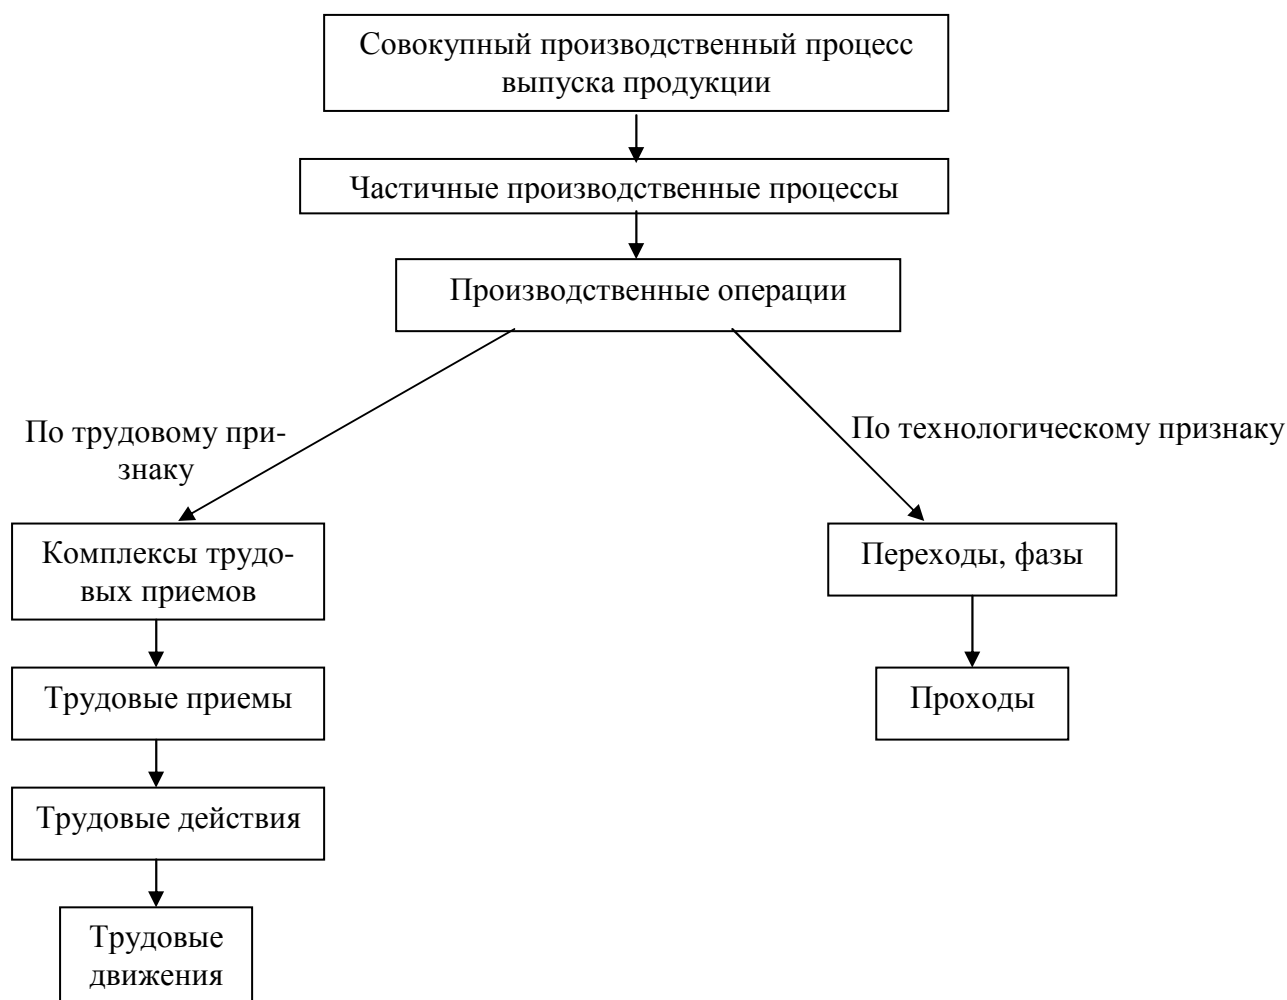 Совокупный производственный процесс
выпуска продукции
Частичные производственные процессы
Производственные операции
По трудовому при-
знаку
По технологическому признаку
Комплексы трудо-
вых приемов
Переходы, фазы
Трудовые приемы
Проходы
Трудовые действия
Трудовые
движения